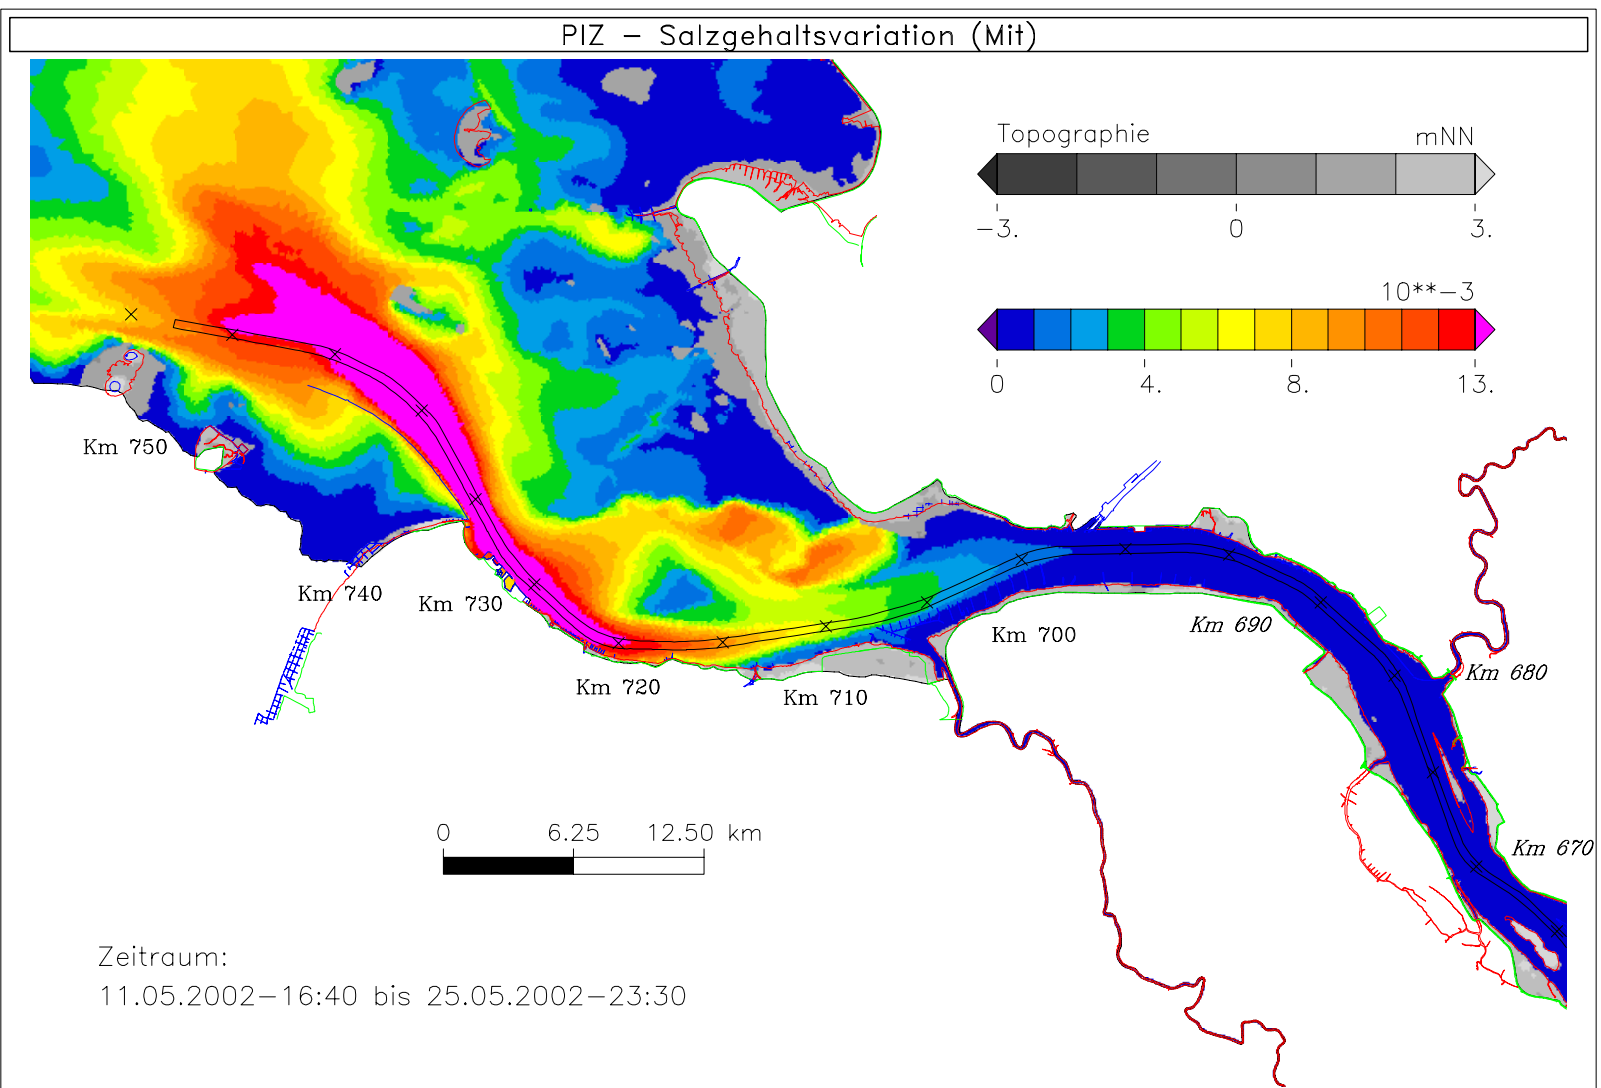 PIZ - Salzgehaltsvariation (Mit)
Topographie mNN
-3. 0 3.
10**-3
0 4. 8. 13.
Km 750
Km 740
Km 730
Km 720
Km 710
Km 700
Km 690
Km 680
Km 670
0 6.25 12.50 km
Zeitraum:
11.05.2002-16:40 bis 25.05.2002-23:30